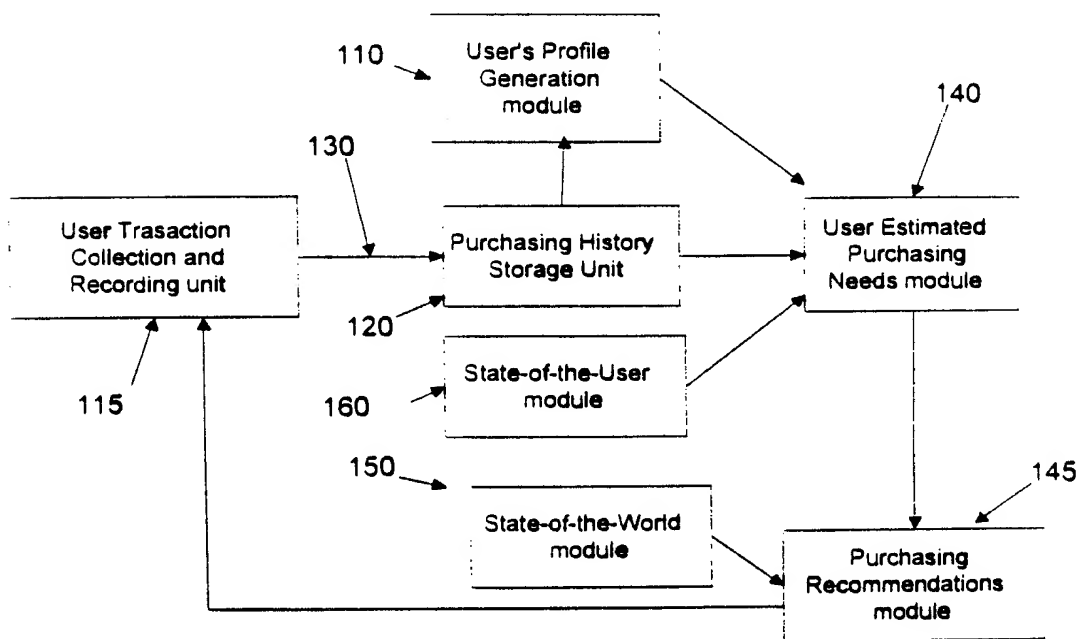 110
User's Profile
Generation
module
140
130
User Trasaction
Collection and
Recording unit
Purchasing History
Storage Unit
User Estimated
Purchasing
Needs module
120
115
State-of-the-User
module
160
150
145
State-of-the-World
module
Purchasing
Recommendations
module